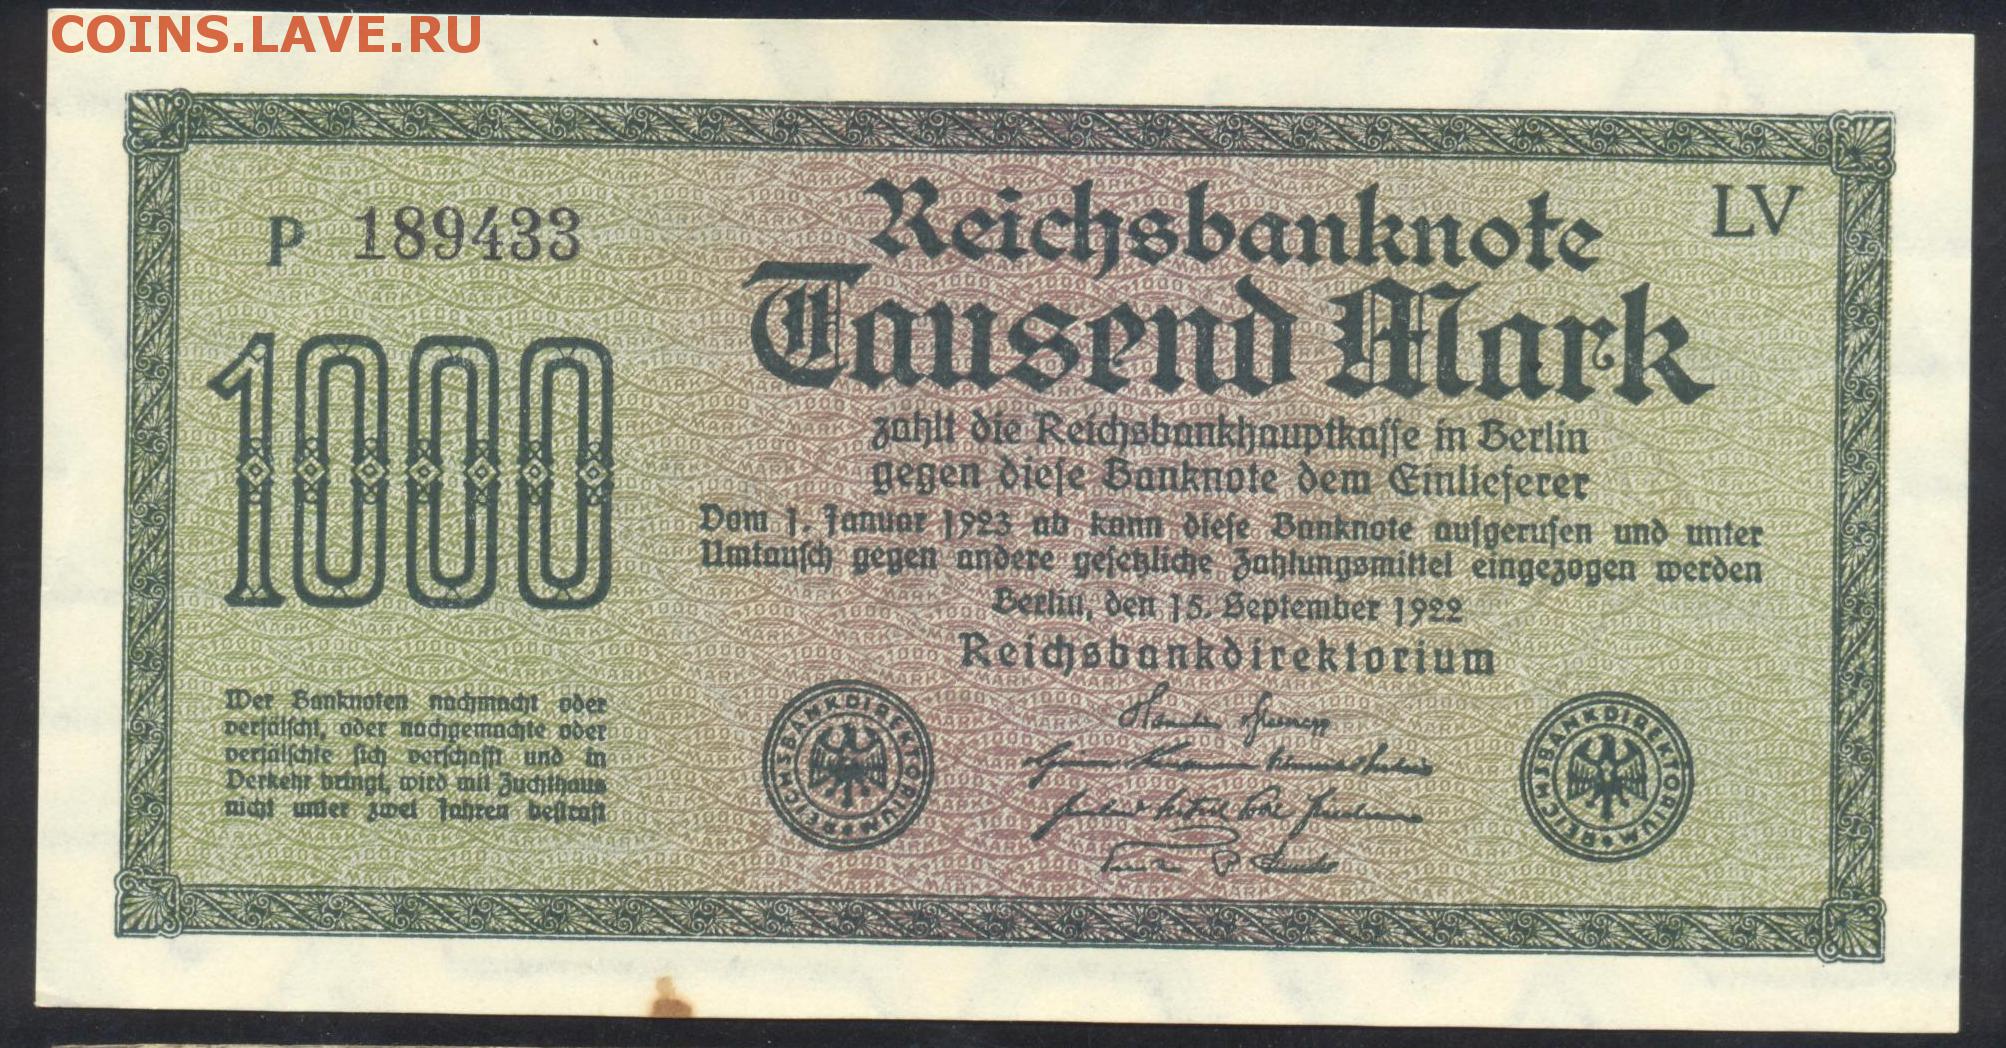 COINS.LAVE.RU
P 189433
Reichsbanknote
LV
Tausend Mark
1000
zahlt die Reichsbankhauptkasse in Berlin
gegen diese Banknote dem Einlieferer
Vom 1. Januar 1923 ab kann diese Banknote aufgerufen und unter
Umtausch gegen andere gesetzliche Zahlungsmittel eingezogen werden
Berlin, den 15. September 1922
Reichsbankdirektorium
Wer Banknoten nachmacht oder
verfälscht, oder nachgemachte oder
verfälschte sich verschafft und in
Verkehr bringt, wird mit Zuchthaus
nicht unter zwei Jahren bestraft
REICHSBANKDIREKTORIUM
REICHSBANKDIREKTORIUM